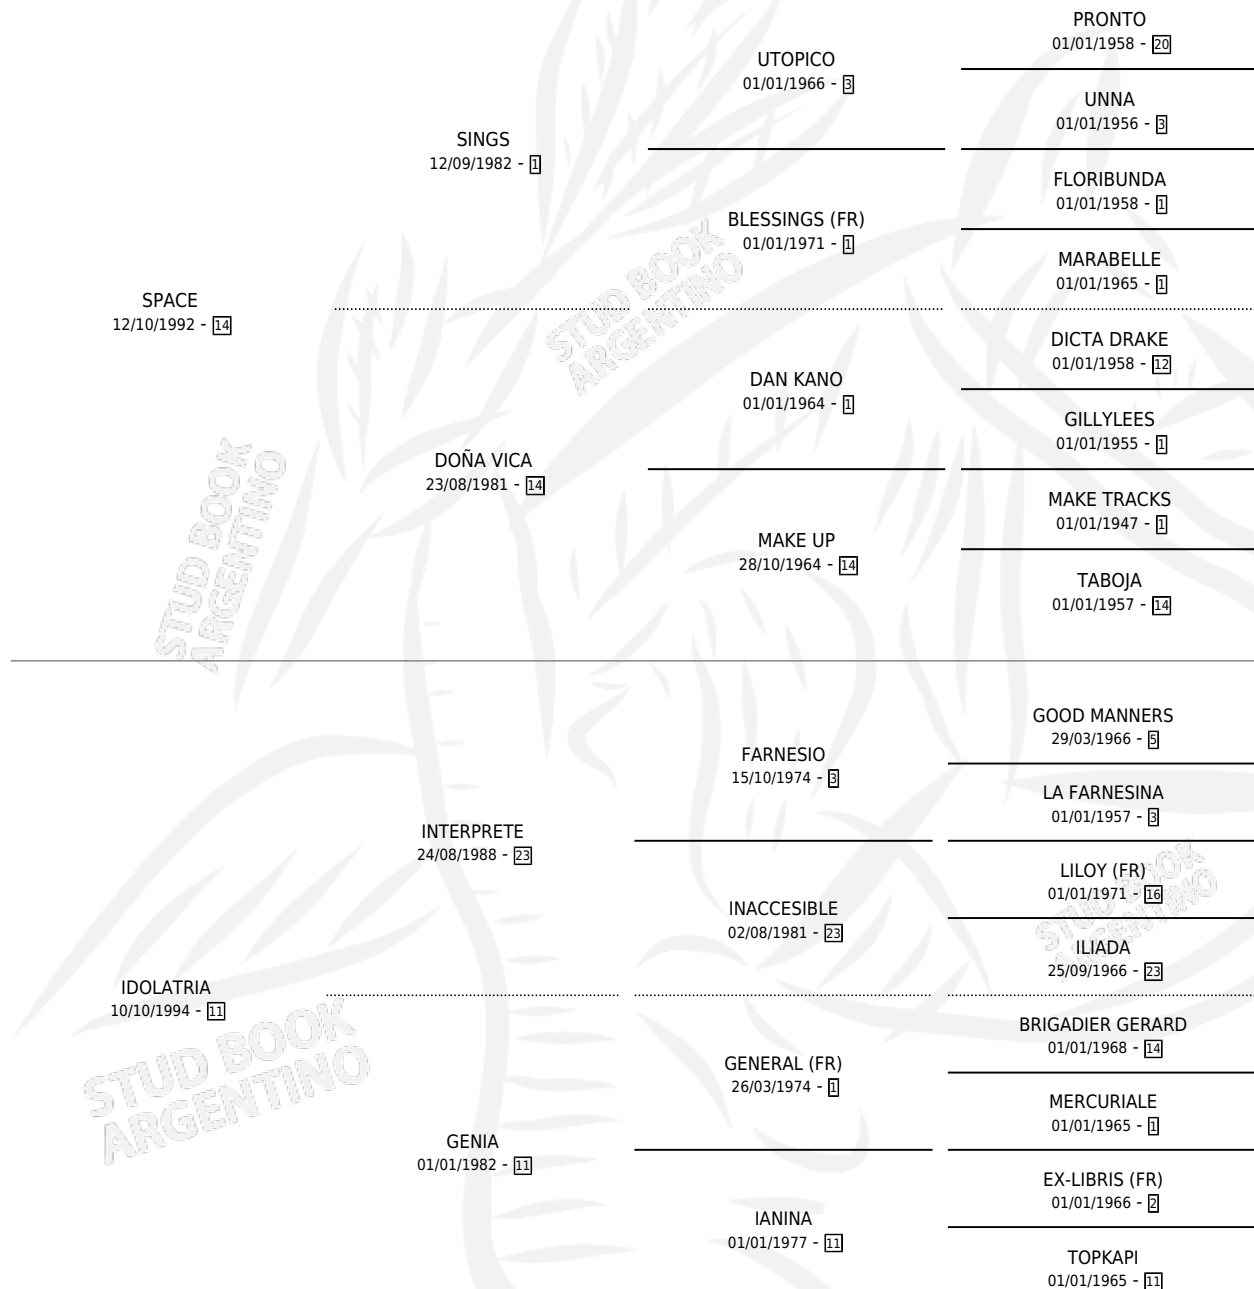 PRONTO
01/01/1958 - 20
UTOPICO
01/01/1966 - 3
UNNA
01/01/1956 - 3
SINGS
12/09/1982 - 1
FLORIBUNDA
01/01/1958 - 1
BLESSINGS (FR)
01/01/1971 - 1
MARABELLE
01/01/1965 - 1
SPACE
12/10/1992 - 14
DICTA DRAKE
01/01/1958 - 12
DAN KANO
01/01/1964 - 1
GILLYLEES
01/01/1955 - 1
DOÑA VICA
23/08/1981 - 14
MAKE TRACKS
01/01/1947 - 1
MAKE UP
28/10/1964 - 14
TABOJA
01/01/1957 - 14
GOOD MANNERS
29/03/1966 - 5
FARNESIO
15/10/1974 - 3
LA FARNESINA
01/01/1957 - 3
INTERPRETE
24/08/1988 - 23
LILOY (FR)
01/01/1971 - 16
INACCESIBLE
02/08/1981 - 23
ILIADA
25/09/1966 - 23
IDOLATRIA
10/10/1994 - 11
BRIGADIER GERARD
01/01/1968 - 14
GENERAL (FR)
26/03/1974 - 1
MERCURIALE
01/01/1965 - 1
GENIA
01/01/1982 - 11
EX-LIBRIS (FR)
01/01/1966 - 2
IANINA
01/01/1977 - 11
TOPKAPI
01/01/1965 - 11
STUD BOOK
ARGENTINO
STUD BOOK
ARGENTINO
STUD BOOK
ARGENTINO
STUD BOOK
ARGENTINO